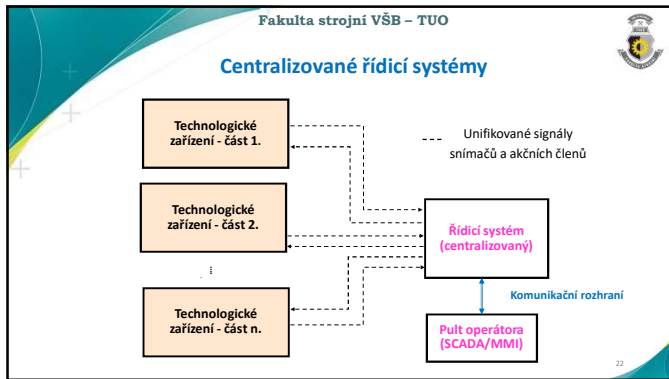 Fakulta strojní VŠB – TUO
Centralizované řídicí systémy
Technologické
zařízení - část 1.
Unifikované signály
snímačů a akčních členů
Technologické
zařízení - část 2.
Řídicí systém
(centralizovaný)
Technologické
zařízení - část n.
Komunikační rozhraní
Pult operátora
(SCADA/MMI)
22